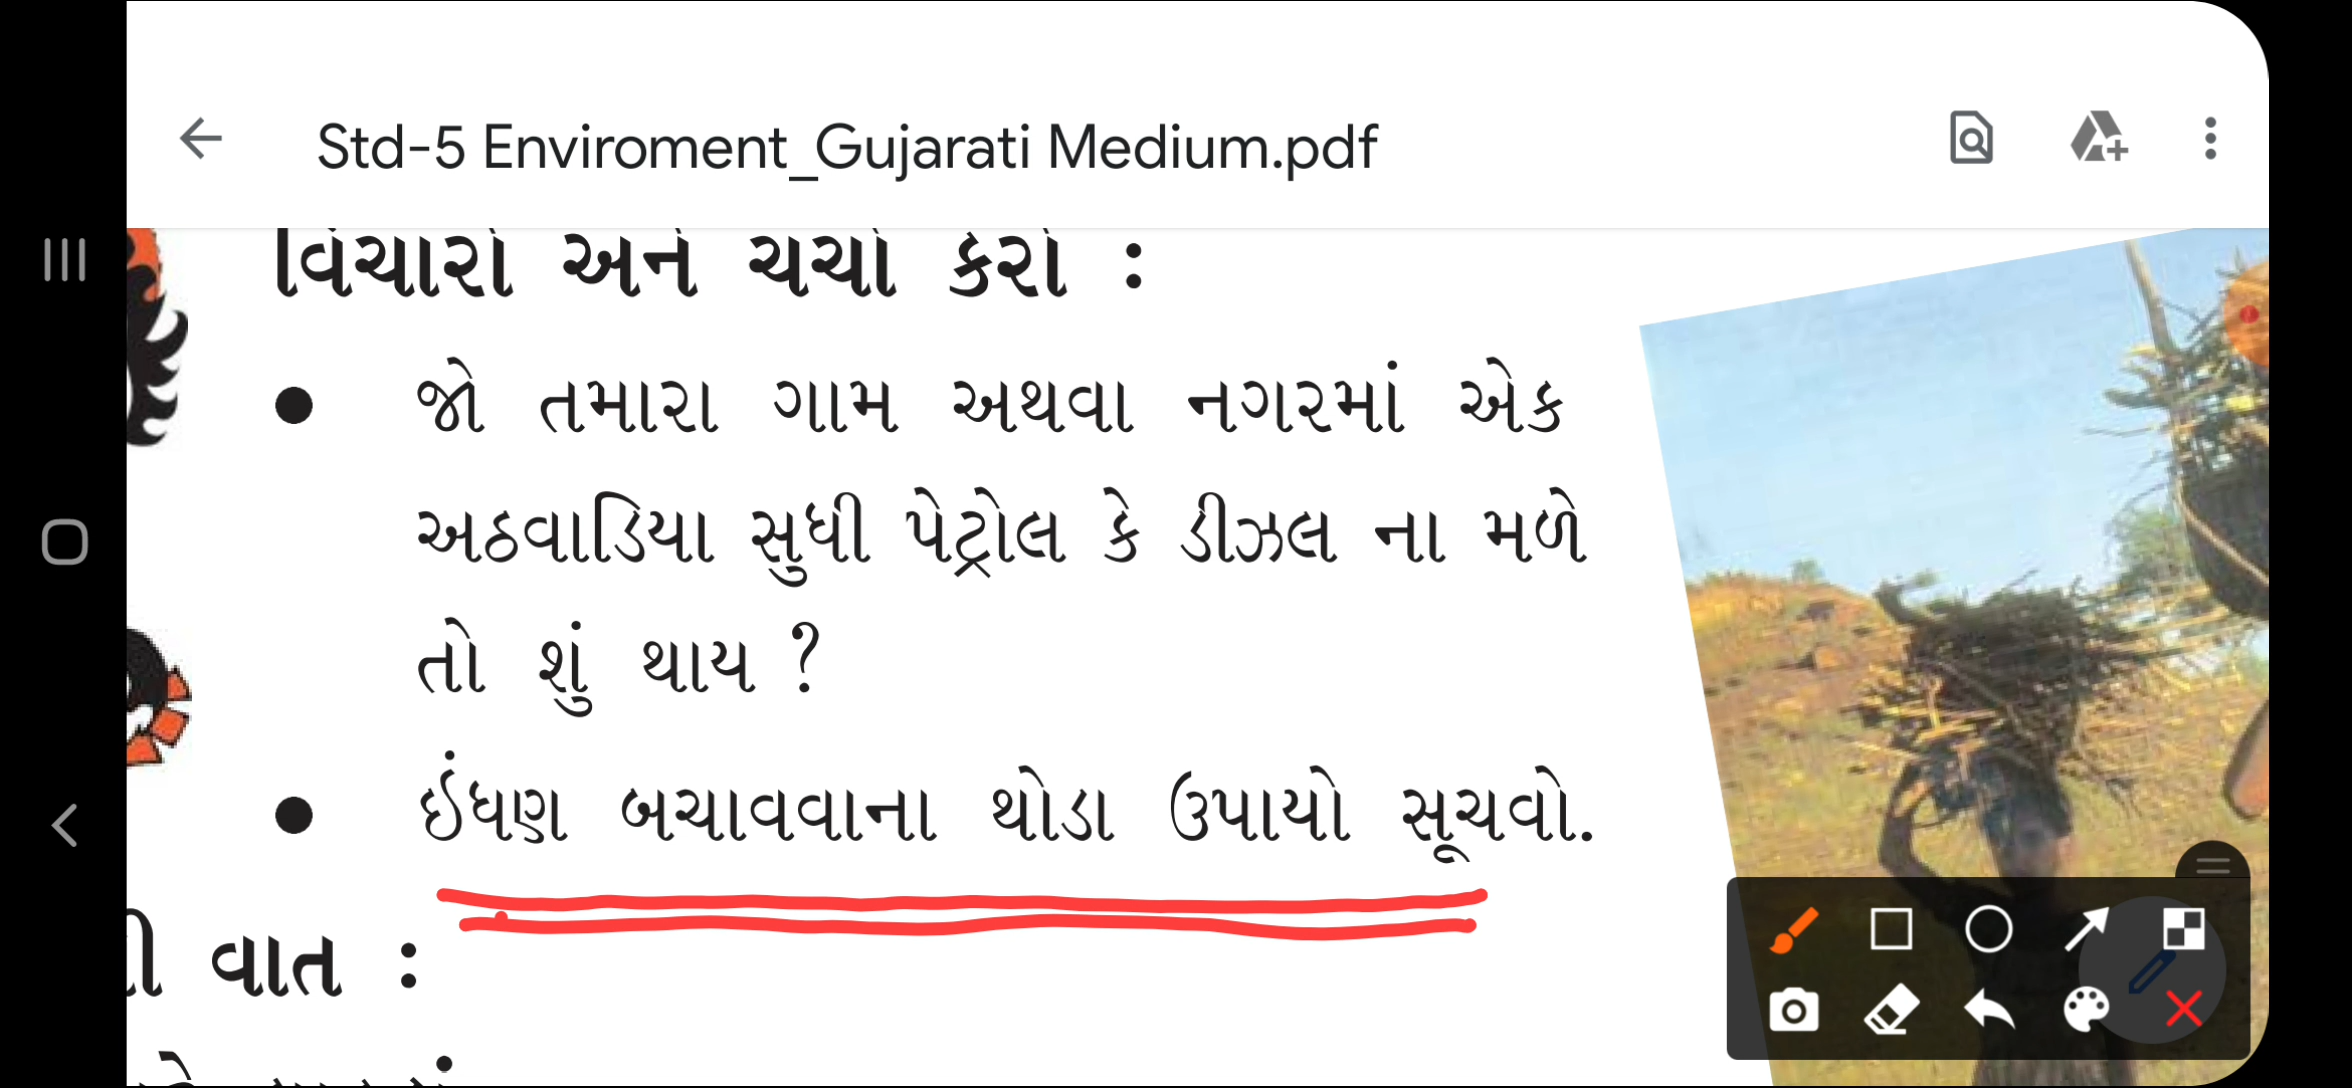 Std-5 Enviroment_Gujarati Medium.pdf
વિચારો અને ચર્ચા કરો :
● જો તમારા ગામ અથવા નગરમાં એક
અઠવાડિયા સુધી પેટ્રોલ કે ડીઝલ ના મળે
તો શું થાય ?
● ઈંધણ બચાવવાના થોડા ઉપાયો સૂચવો.
વાત :